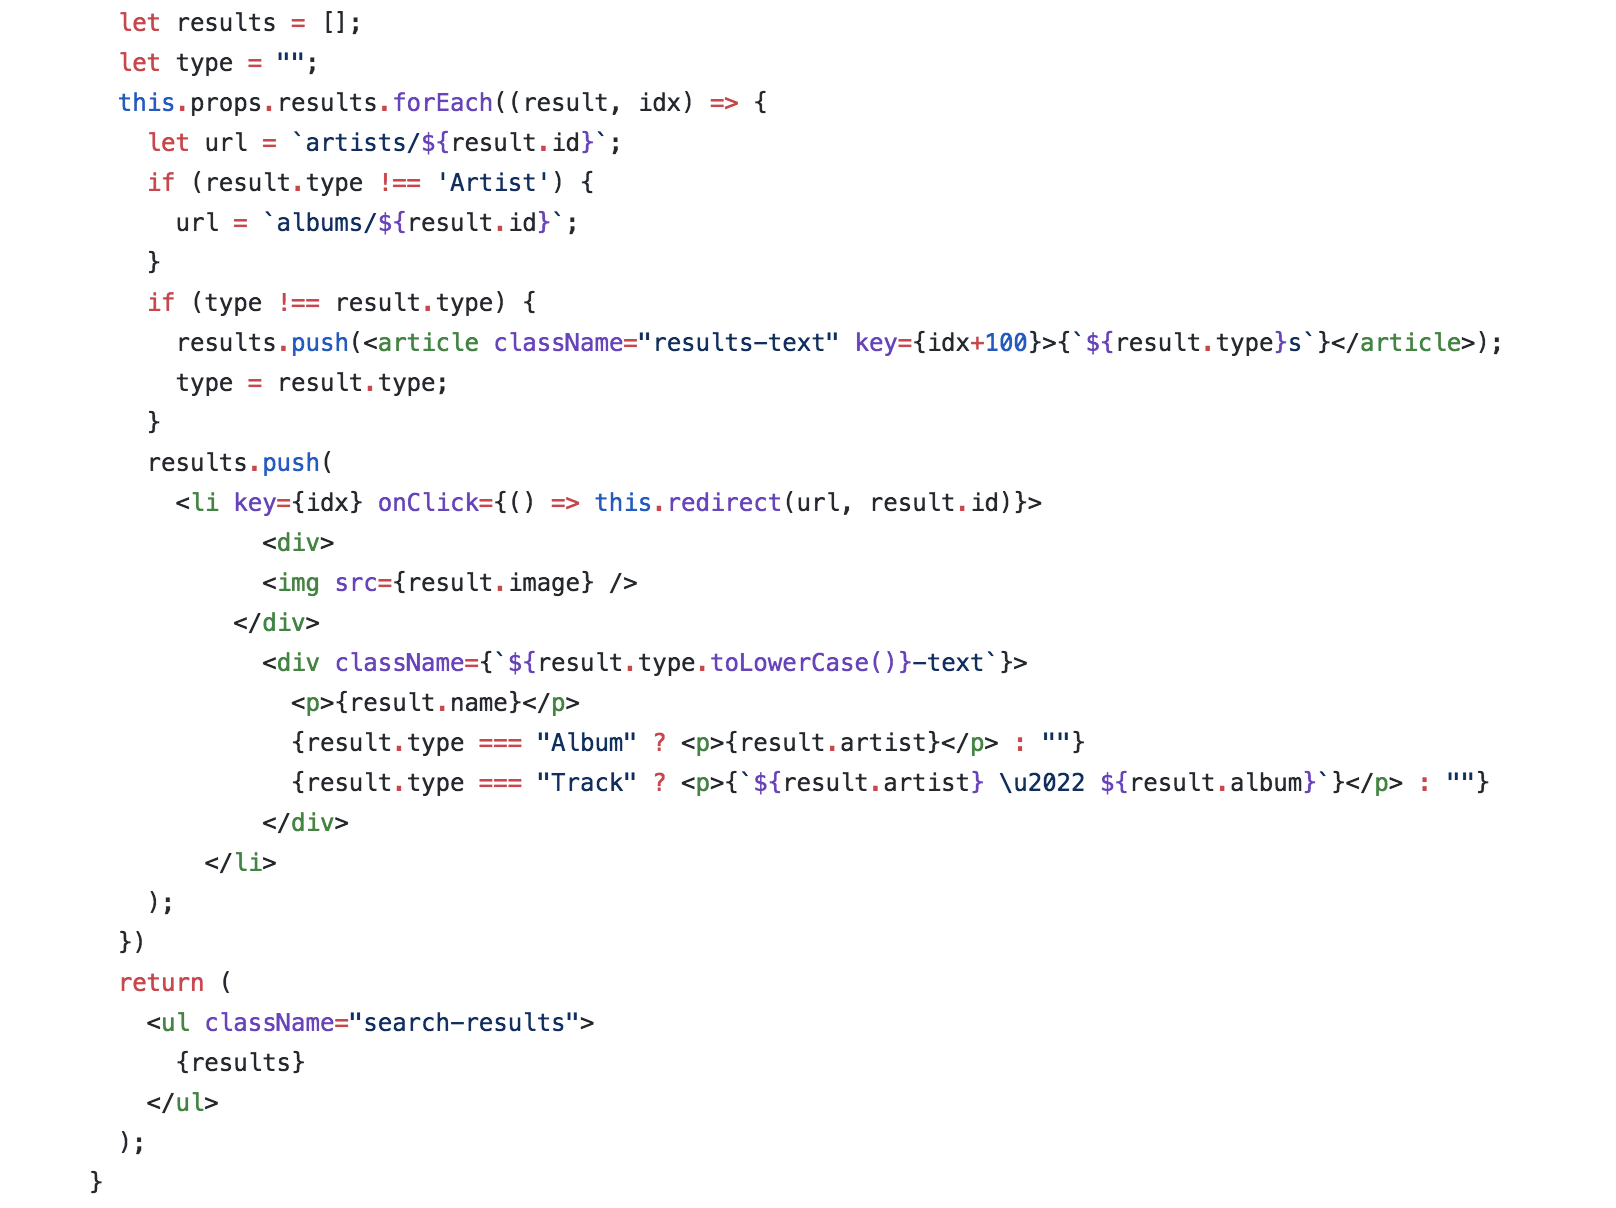 let results = [];
let type = "";
this.props.results.forEach((result, idx) => {
let url = `artists/${result.id}`;
if (result.type !== 'Artist') {
url = `albums/${result.id}`;
}
if (type !== result.type) {
results.push(<article className="results-text" key={idx+100}>{`${result.type}s`}</article>);
type = result.type;
}
results.push(
<li key={idx} onClick={() => this.redirect(url, result.id)}>
<div>
<img src={result.image} />
</div>
<div className={`${result.type.toLowerCase()}-text`}>
<p>{result.name}</p>
{result.type === "Album" ? <p>{result.artist}</p> : ""}
{result.type === "Track" ? <p>{`${result.artist} \u2022 ${result.album}`}</p> : ""}
</div>
</li>
);
})
return (
<ul className="search-results">
{results}
</ul>
);
}